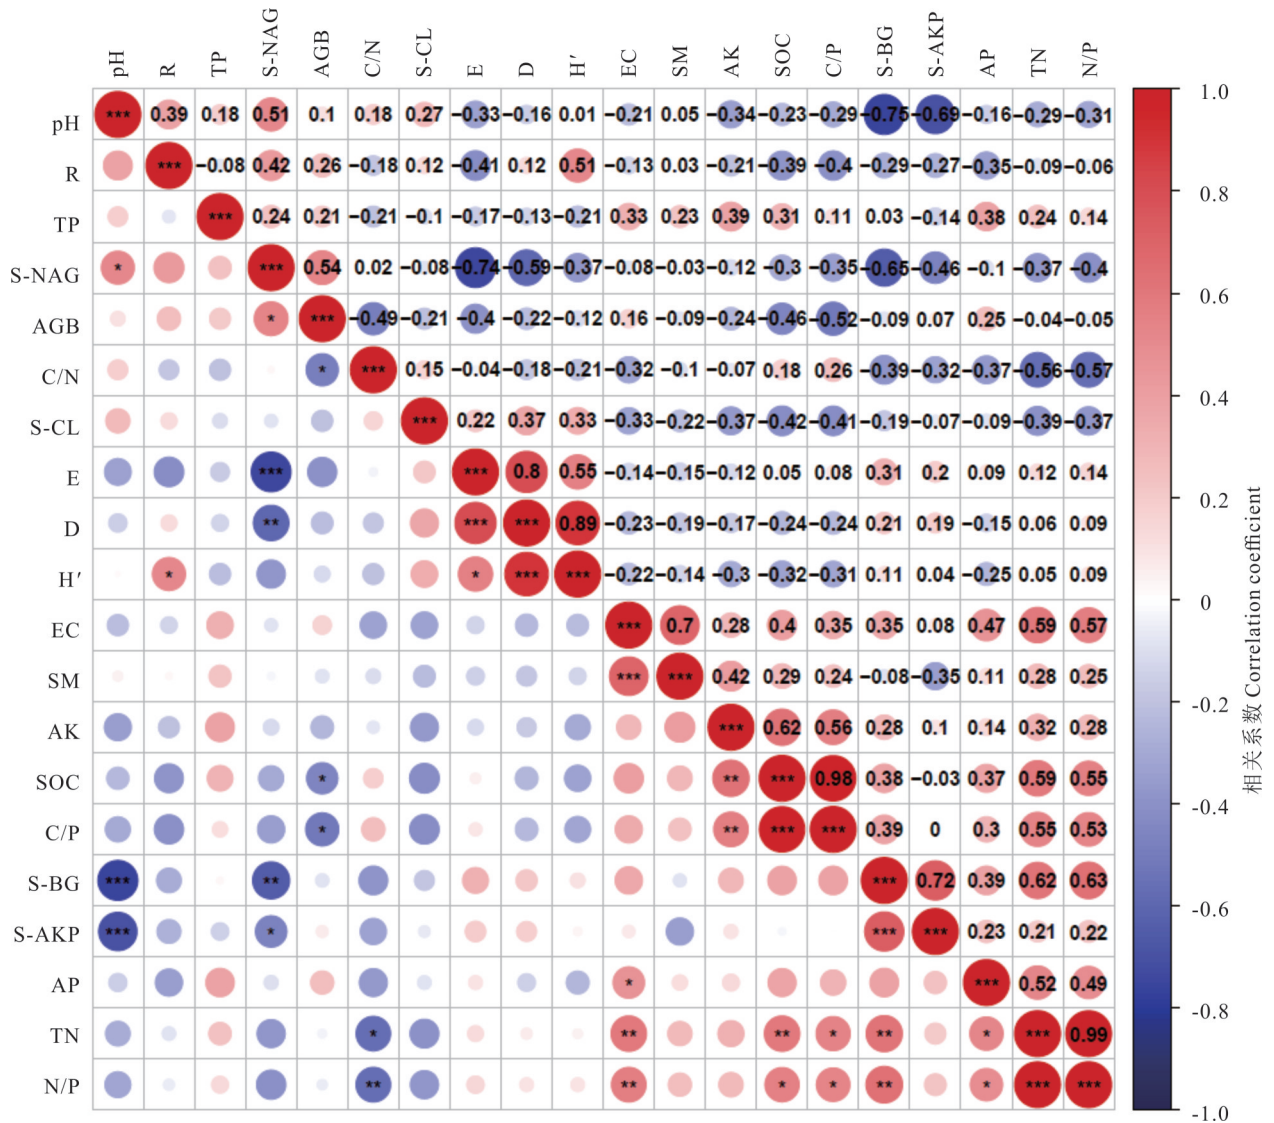 pH R TP S-NAG AGB C/N S-CL E D H′ EC SM AK SOC C/P S-BG S-AKP AP TN N/P
pH *** 0.39 0.18 0.51 0.1 0.18 0.27 −0.33 −0.16 0.01 −0.21 0.05 −0.34 −0.23 −0.29 −0.75 −0.69 −0.16 −0.29 −0.31
R *** −0.08 0.42 0.26 −0.18 0.12 −0.41 0.12 0.51 −0.13 0.03 −0.21 −0.39 −0.4 −0.29 −0.27 −0.35 −0.09 −0.06
TP *** 0.24 0.21 −0.21 −0.1 −0.17 −0.13 −0.21 0.33 0.23 0.39 0.31 0.11 0.03 −0.14 0.38 0.24 0.14
S-NAG * *** 0.54 0.02 −0.08 −0.74 −0.59 −0.37 −0.08 −0.03 −0.12 −0.3 −0.35 −0.65 −0.46 −0.1 −0.37 −0.4
AGB * *** −0.49 −0.21 −0.4 −0.22 −0.12 0.16 −0.09 −0.24 −0.46 −0.52 −0.09 0.07 0.25 −0.04 −0.05
C/N * *** 0.15 −0.04 −0.18 −0.21 −0.32 −0.1 −0.07 0.18 0.26 −0.39 −0.32 −0.37 −0.56 −0.57
S-CL *** 0.22 0.37 0.33 −0.33 −0.22 −0.37 −0.42 −0.41 −0.19 −0.07 −0.09 −0.39 −0.37
E *** *** 0.8 0.55 −0.14 −0.15 −0.12 0.05 0.08 0.31 0.2 0.09 0.12 0.14
D ** *** *** 0.89 −0.23 −0.19 −0.17 −0.24 −0.24 0.21 0.19 −0.15 0.06 0.09
H′ * * *** *** −0.22 −0.14 −0.3 −0.32 −0.31 0.11 0.04 −0.25 0.05 0.09
EC *** 0.7 0.28 0.4 0.35 0.35 0.08 0.47 0.59 0.57
SM *** *** 0.42 0.29 0.24 −0.08 −0.35 0.11 0.28 0.25
AK *** 0.62 0.56 0.28 0.1 0.14 0.32 0.28
SOC * ** *** 0.98 0.38 −0.03 0.37 0.59 0.55
C/P * ** *** *** 0.39 0 0.3 0.55 0.53
S-BG *** ** *** 0.72 0.39 0.62 0.63
S-AKP *** * *** *** 0.23 0.21 0.22
AP * *** 0.52 0.49
TN * ** ** * ** * *** 0.99
N/P ** ** * * ** * *** ***
1.0
0.8
0.6
0.4
0.2
0
-0.2
-0.4
-0.6
-0.8
-1.0
相关系数 Correlation coefficient